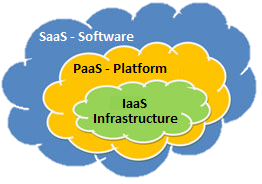 SaaS - Software
PaaS - Platform
IaaS
Infrastructure